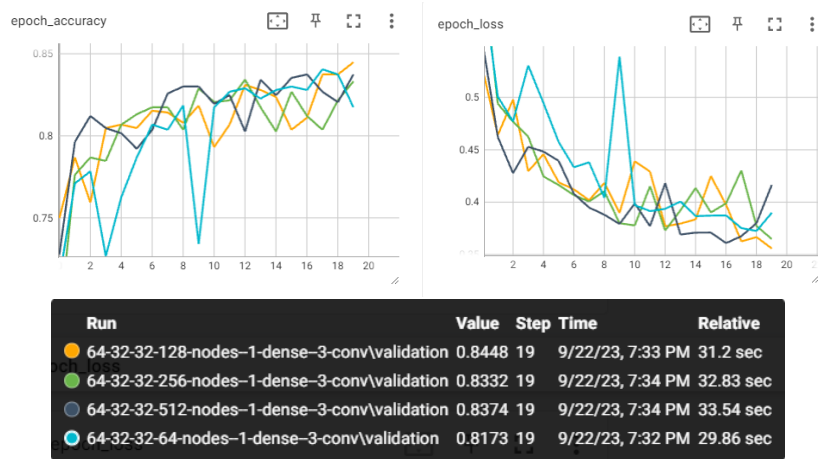 epoch_accuracy
0.85
0.8
0.75
2 4 6 8 10 12 14 16 18 20
epoch_loss
0.5
0.45
0.4
0.35
2 4 6 8 10 12 14 16 18 20 2
Run Value Step Time Relative
64-32-32-128-nodes--1-dense--3-conv\validation 0.8448 19 9/22/23, 7:33 PM 31.2 sec
64-32-32-256-nodes--1-dense--3-conv\validation 0.8332 19 9/22/23, 7:34 PM 32.83 sec
64-32-32-512-nodes--1-dense--3-conv\validation 0.8374 19 9/22/23, 7:34 PM 33.54 sec
64-32-32-64-nodes--1-dense--3-conv\validation 0.8173 19 9/22/23, 7:32 PM 29.86 sec